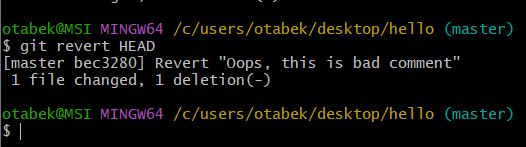 otabek@MSI MINGW64 /c/users/otabek/desktop/hello (master)
$ git revert HEAD
[master bec3280] Revert "Oops, this is bad comment"
 1 file changed, 1 deletion(-)
otabek@MSI MINGW64 /c/users/otabek/desktop/hello (master)
$